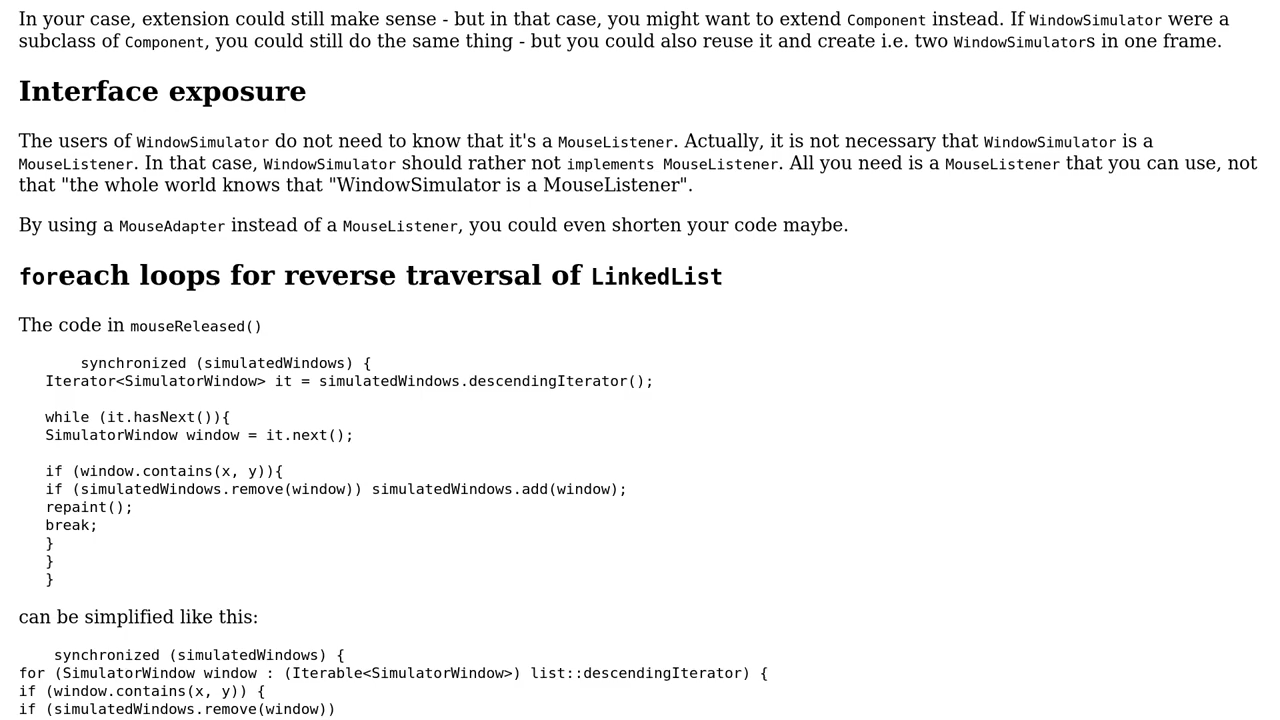 In your case, extension could still make sense - but in that case, you might want to extend Component instead. If WindowSimulator were a
subclass of Component, you could still do the same thing - but you could also reuse it and create i.e. two WindowSimulators in one frame.
Interface exposure
The users of WindowSimulator do not need to know that it's a MouseListener. Actually, it is not necessary that WindowSimulator is a
MouseListener. In that case, WindowSimulator should rather not implements MouseListener. All you need is a MouseListener that you can use, not
that "the whole world knows that "WindowSimulator is a MouseListener".
By using a MouseAdapter instead of a MouseListener, you could even shorten your code maybe.
foreach loops for reverse traversal of LinkedList
The code in mouseReleased()
synchronized (simulatedWindows) {
Iterator<SimulatorWindow> it = simulatedWindows.descendingIterator();
while (it.hasNext()){
SimulatorWindow window = it.next();
if (window.contains(x, y)){
if (simulatedWindows.remove(window)) simulatedWindows.add(window);
repaint();
break;
}
}
}
can be simplified like this:
synchronized (simulatedWindows) {
for (SimulatorWindow window : (Iterable<SimulatorWindow>) list::descendingIterator) {
if (window.contains(x, y)) {
if (simulatedWindows.remove(window))